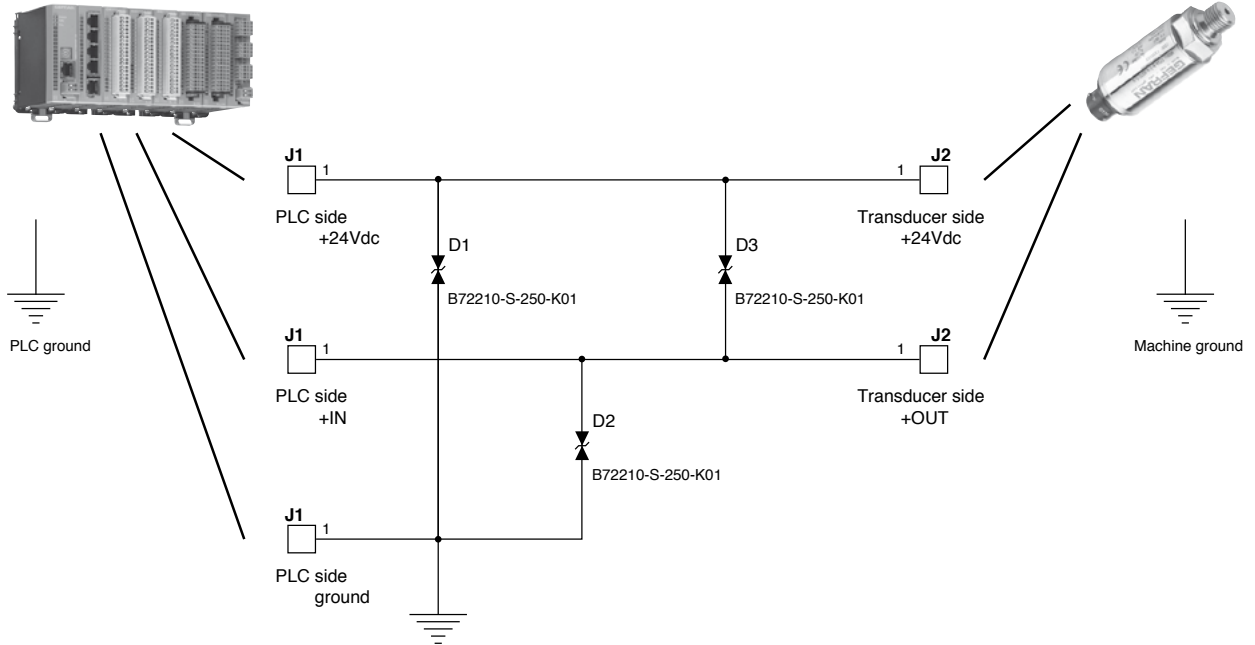 GEFRAN
J1
1
1
J2
PLC side
+24Vdc
Transducer side
+24Vdc
D1
D3
B72210-S-250-K01
B72210-S-250-K01
PLC ground
Machine ground
J1
1
1
J2
PLC side
+IN
Transducer side
+OUT
D2
B72210-S-250-K01
J1
1
PLC side
ground